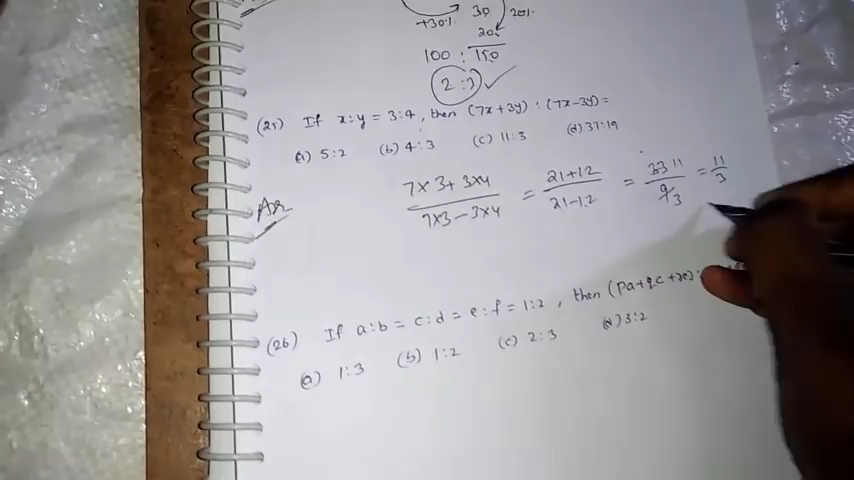 +30% 30 20%
20
100 : 150
2:3
(25) If x:y = 3:4, then (7x+3y) : (7x-3y)=
(a) 5:2 (b) 4:3 (c) 11:3 (d) 37:19
Ans
7×3+3×4 / 7×3-3×4 = 21+12 / 21-12 = 33 11 / 9 3 = 11/3
(26) If a:b = c:d = e:f = 1:2, then (pa+qc+re):
(a) 1:3 (b) 1:2 (c) 2:3 (d) 3:2